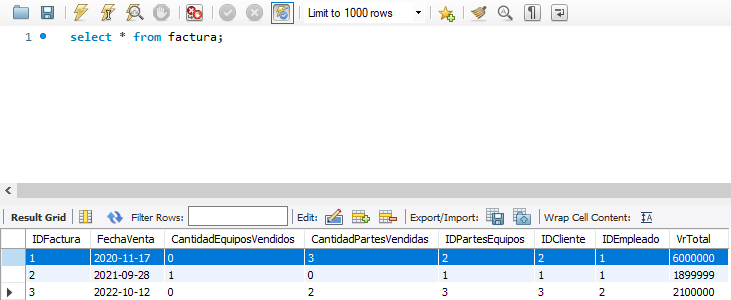 Limit to 1000 rows
1 select * from factura;
Result Grid Filter Rows: Edit: Export/Import: Wrap Cell Content:
IDFactura FechaVenta CantidadEquiposVendidos CantidadPartesVendidas IDPartesEquipos IDCliente IDEmpleado VrTotal
1 2020-11-17 0 3 2 2 1 6000000
2 2021-09-28 1 0 1 1 1 1899999
3 2022-10-12 0 2 3 3 2 2100000